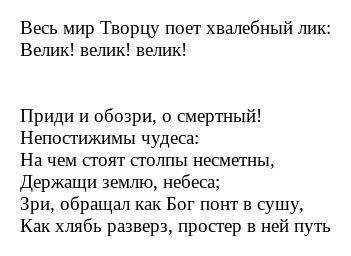 Весь мир Творцу поет хвалебный лик:
Велик! велик! велик!
Приди и обозри, о смертный!
Непостижимы чудеса:
На чем стоят столпы несметны,
Держащи землю, небеса;
Зри, обращал как Бог понт в сушу,
Как хлябь разверз, простер в ней путь